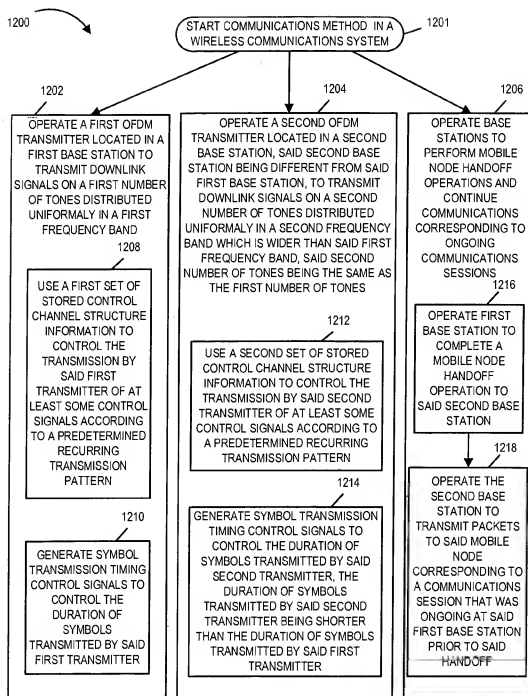 1200
START COMMUNICATIONS METHOD IN A
WIRELESS COMMUNICATIONS SYSTEM
1201
1202
OPERATE A FIRST OFDM
TRANSMITTER LOCATED IN A
FIRST BASE STATION TO
TRANSMIT DOWNLINK
SIGNALS ON A FIRST NUMBER
OF TONES DISTRIBUTED
UNIFORMALY IN A FIRST
FREQUENCY BAND
1208
USE A FIRST SET OF
STORED CONTROL
CHANNEL STRUCTURE
INFORMATION TO
CONTROL THE
TRANSMISSION BY
SAID FIRST
TRANSMITTER OF AT
LEAST SOME CONTROL
SIGNALS ACCORDING
TO A PREDETERMINED
RECURRING
TRANSMISSION
PATTERN
1210
GENERATE SYMBOL
TRANSMISSION
TIMING CONTROL
SIGNALS TO
CONTROL THE
DURATION OF
SYMBOLS
TRANSMITTED BY
SAID FIRST
TRANSMITTER
1204
OPERATE A SECOND OFDM
TRANSMITTER LOCATED IN A SECOND
BASE STATION, SAID SECOND BASE
STATION BEING DIFFERENT FROM SAID
FIRST BASE STATION, TO TRANSMIT
DOWNLINK SIGNALS ON A SECOND
NUMBER OF TONES DISTRIBUTED
UNIFORMALY IN A SECOND FREQUENCY
BAND WHICH IS WIDER THAN SAID FIRST
FREQUENCY BAND, SAID SECOND
NUMBER OF TONES BEING THE SAME AS
THE FIRST NUMBER OF TONES
1212
USE A SECOND SET OF STORED
CONTROL CHANNEL STRUCTURE
INFORMATION TO CONTROL THE
TRANSMISSION BY SAID SECOND
TRANSMITTER OF AT LEAST SOME
CONTROL SIGNALS ACCORDING TO
A PREDETERMINED RECURRING
TRANSMISSION PATTERN
1214
GENERATE SYMBOL TRANSMISSION
TIMING CONTROL SIGNALS TO
CONTROL THE DURATION OF
SYMBOLS TRANSMITTED BY SAID
SECOND TRANSMITTER, THE
DURATION OF SYMBOLS
TRANSMITTED BY SAID SECOND
TRANSMITTER BEING SHORTER
THAN THE DURATION OF SYMBOLS
TRANSMITTED BY SAID FIRST
TRANSMITTER
1206
OPERATE BASE
STATIONS TO
PERFORM MOBILE
NODE HANDOFF
OPERATIONS AND
CONTINUE
COMMUNICATIONS
CORRESPONDING TO
ONGOING
COMMUNICATIONS
SESSIONS
1216
OPERATE FIRST
BASE STATION TO
COMPLETE A
MOBILE NODE
HANDOFF
OPERATION TO
SAID SECOND BASE
STATION
1218
OPERATE THE
SECOND BASE
STATION TO
TRANSMIT PACKETS
TO SAID MOBILE
NODE
CORRESPONDING TO
A COMMUNICATIONS
SESSION THAT WAS
ONGOING AT SAID
FIRST BASE STATION
PRIOR TO SAID
HANDOFF